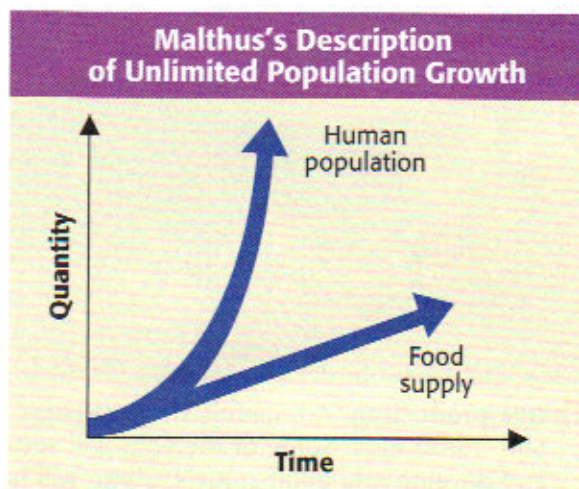 Malthus's Description
of Unlimited Population Growth
Human
population
Quantity
Food
supply
Time